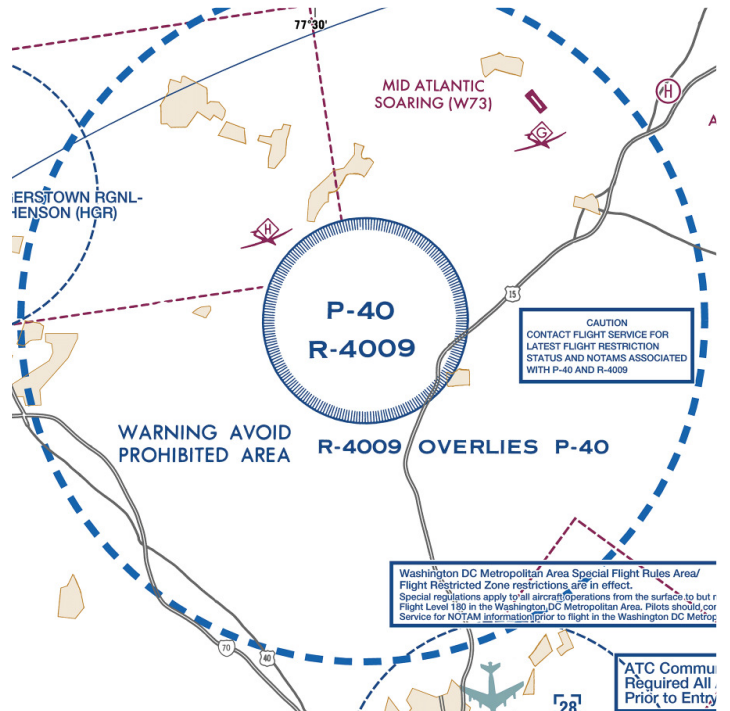 77°30'
MID ATLANTIC
SOARING (W73)
H
G
A
ERSTOWN RGNL-
HENSON (HGR)
H
P-40
R-4009
15
CAUTION
CONTACT FLIGHT SERVICE FOR
LATEST FLIGHT RESTRICTION
STATUS AND NOTAMS ASSOCIATED
WITH P-40 AND R-4009
WARNING AVOID
PROHIBITED AREA
R-4009 OVERLIES P-40
Washington DC Metropolitan Area Special Flight Rules Area/
Flight Restricted Zone restrictions are in effect.
Special regulations apply to all aircraft operations from the surface to but
Flight Level 180 in the Washington DC Metropolitan Area. Pilots should
Service for NOTAM information prior to flight in the Washington DC
70
40
ATC
Required All
Prior to Entry
28